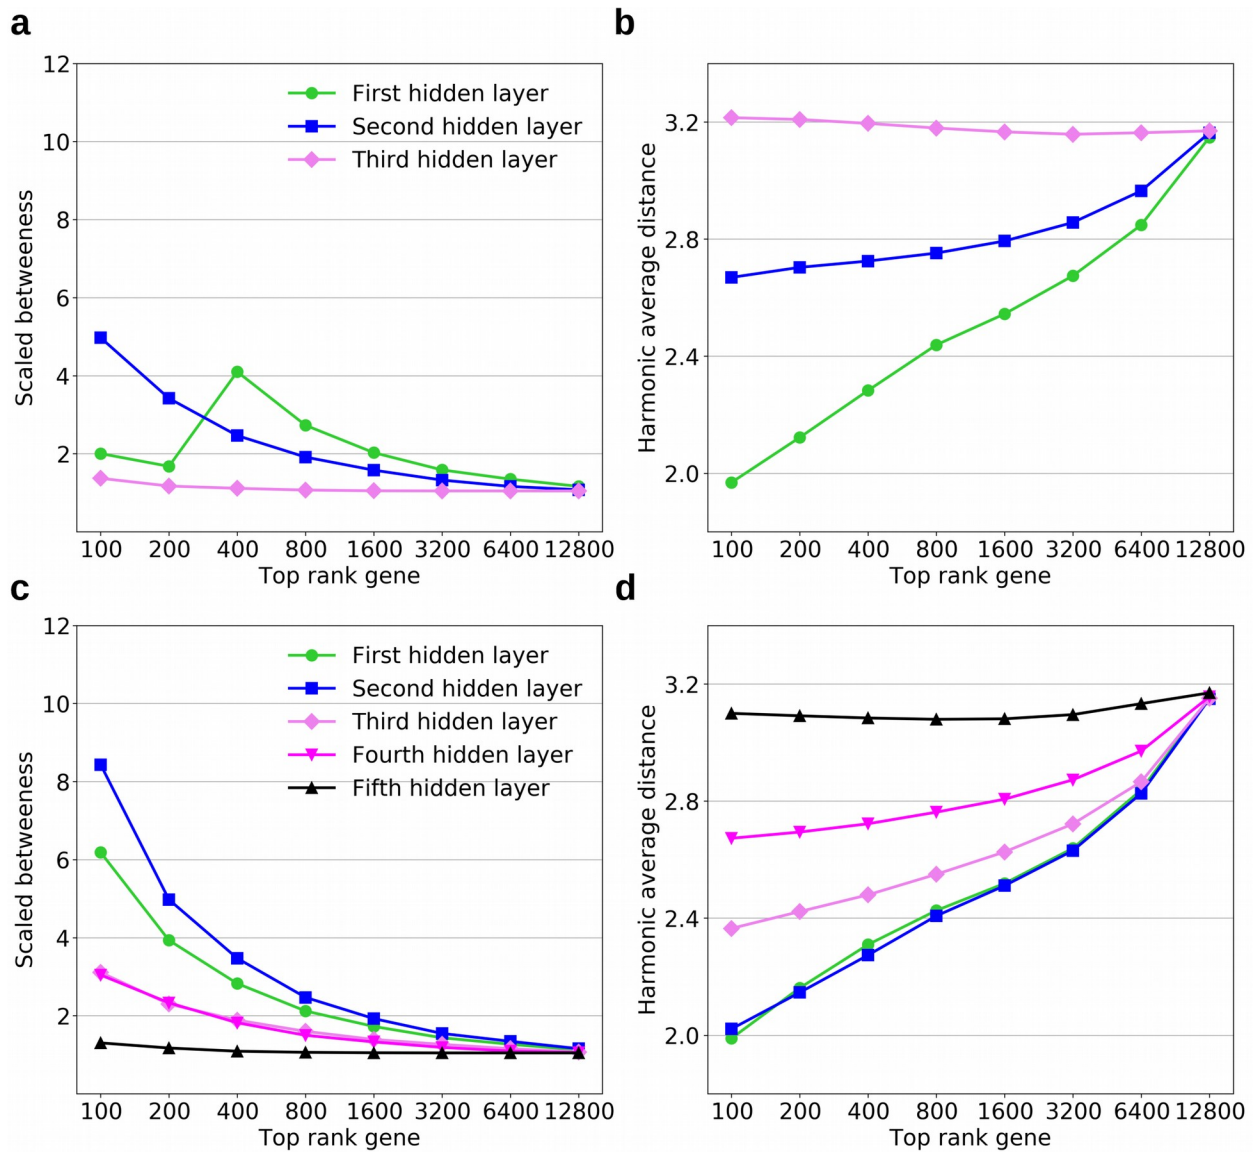 a
12
10
8
6
4
2
Scaled betweeness
First hidden layer
Second hidden layer
Third hidden layer
100 200 400 800 1600 3200 6400 12800
Top rank gene
b
3.2
2.8
2.4
2.0
Harmonic average distance
100 200 400 800 1600 3200 6400 12800
Top rank gene
c
12
10
8
6
4
2
Scaled betweeness
First hidden layer
Second hidden layer
Third hidden layer
Fourth hidden layer
Fifth hidden layer
100 200 400 800 1600 3200 6400 12800
Top rank gene
d
3.2
2.8
2.4
2.0
Harmonic average distance
100 200 400 800 1600 3200 6400 12800
Top rank gene